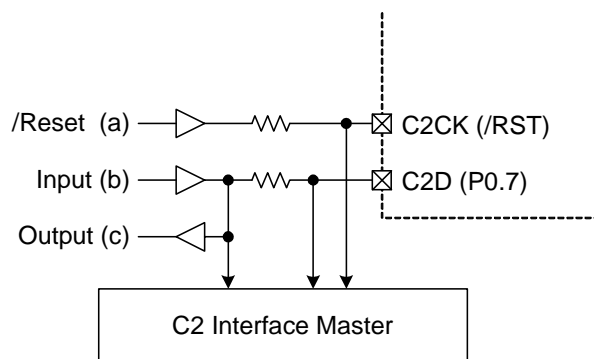 /Reset (a)
C2CK (/RST)
Input (b)
C2D (P0.7)
Output (c)
C2 Interface Master